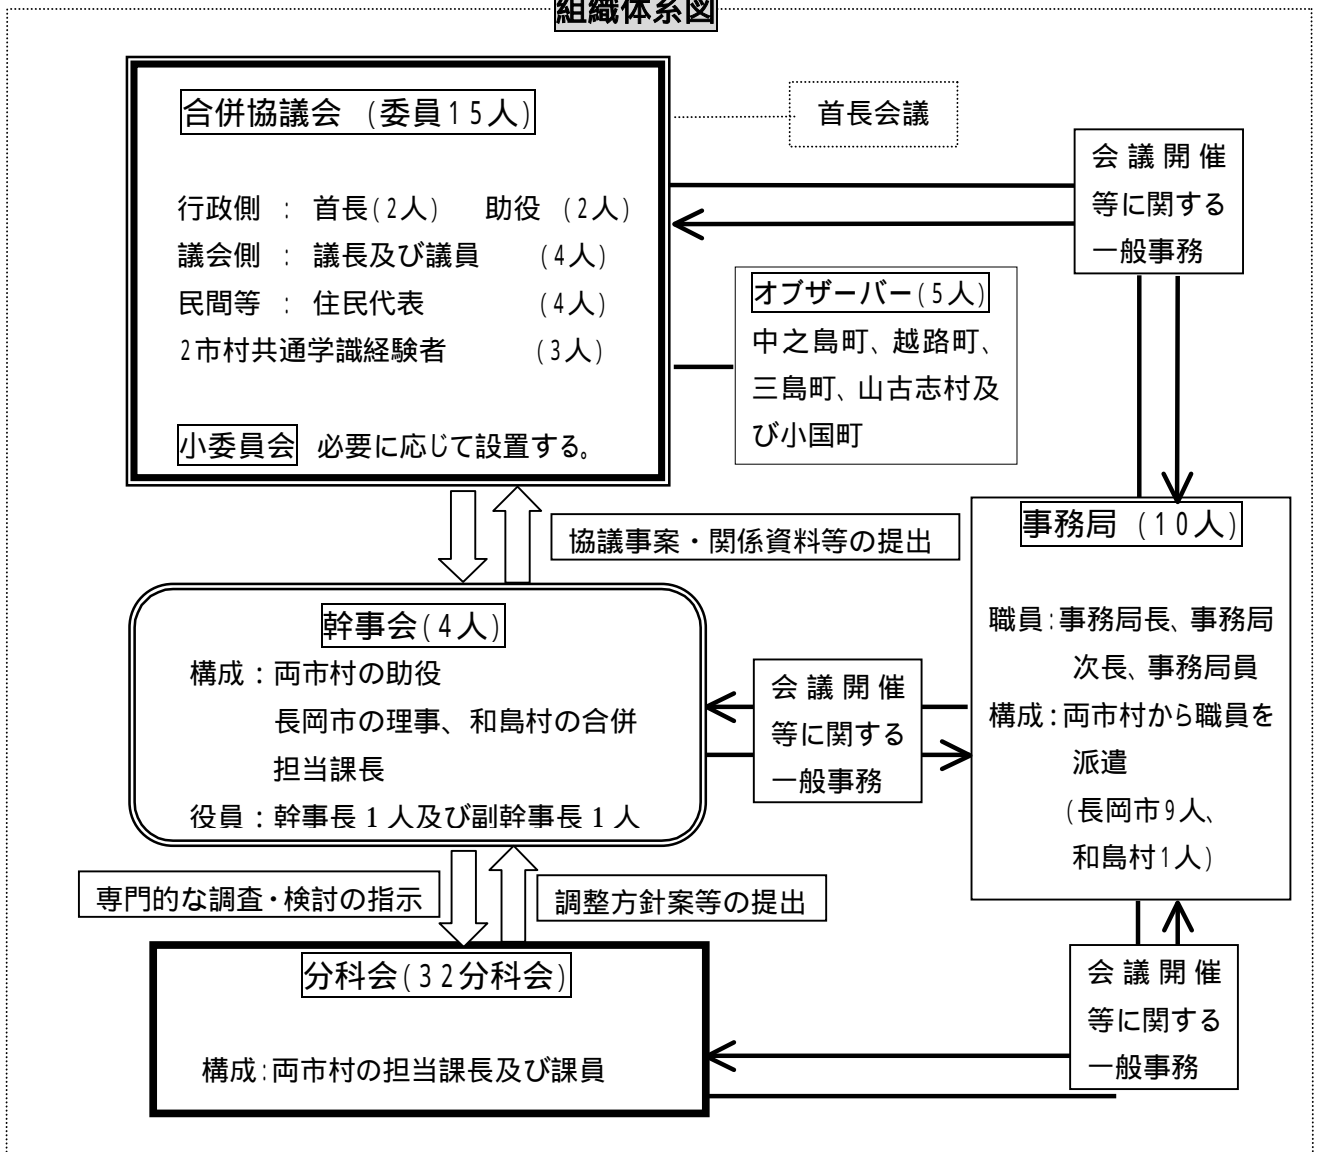 組織体系図
合併協議会 (委員15人)
行政側 : 首長(2人) 助役 (2人)
議会側 : 議長及び議員 (4人)
民間等 : 住民代表 (4人)
2市村共通学識経験者 (3人)
小委員会 必要に応じて設置する。
首長会議
会議開催
等に関する
一般事務
オブザーバー(5人)
中之島町、越路町、
三島町、山古志村及
び小国町
協議事案・関係資料等の提出
事務局 (10人)
職員:事務局長、事務局
次長、事務局員
構成:両市村から職員を
派遣
(長岡市9人、
和島村1人)
幹事会(4人)
構成:両市村の助役
長岡市の理事、和島村の合併
担当課長
役員:幹事長1人及び副幹事長1人
会議開催
等に関する
一般事務
専門的な調査・検討の指示
調整方針案等の提出
分科会(32分科会)
構成:両市村の担当課長及び課員
会議開催
等に関する
一般事務